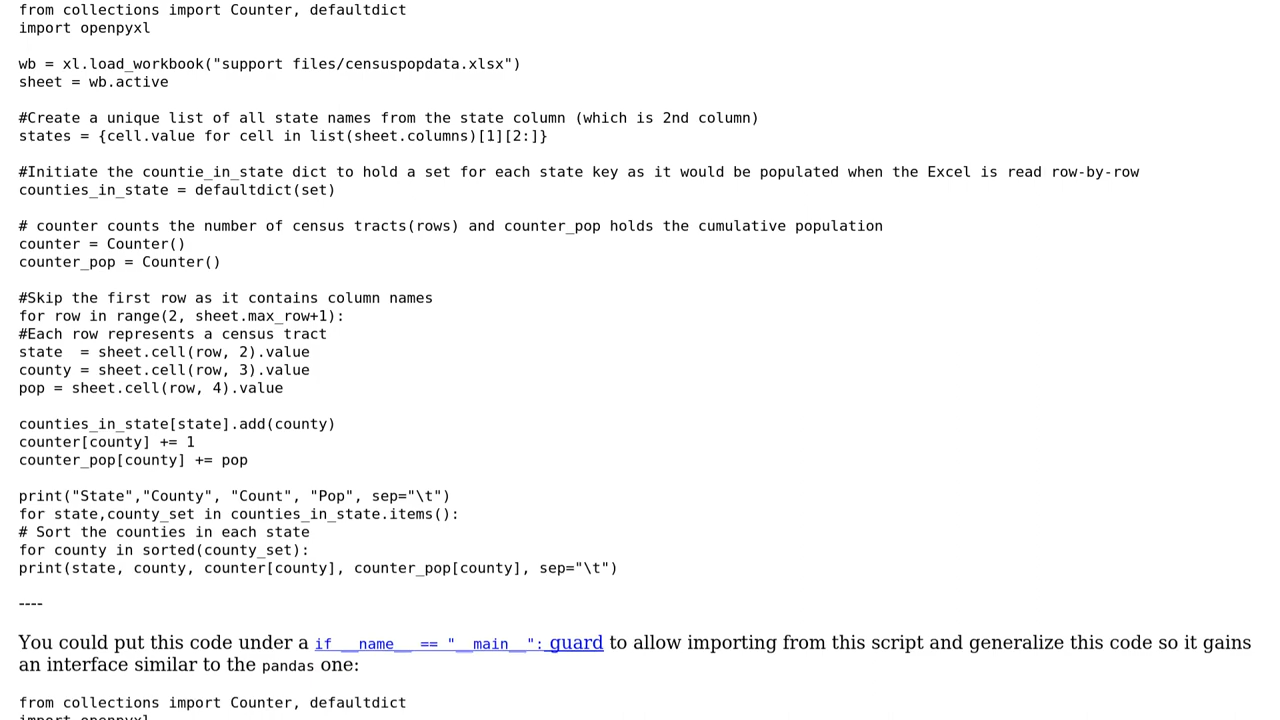 from collections import Counter, defaultdict
import openpyxl

wb = xl.load_workbook("support files/censuspopdata.xlsx")
sheet = wb.active

#Create a unique list of all state names from the state column (which is 2nd column)
states = {cell.value for cell in list(sheet.columns)[1][2:]}

#Initiate the countie_in_state dict to hold a set for each state key as it would be populated when the Excel is read row-by-row
counties_in_state = defaultdict(set)

# counter counts the number of census tracts(rows) and counter_pop holds the cumulative population
counter = Counter()
counter_pop = Counter()

#Skip the first row as it contains column names
for row in range(2, sheet.max_row+1):
#Each row represents a census tract
state  = sheet.cell(row, 2).value
county = sheet.cell(row, 3).value
pop = sheet.cell(row, 4).value

counties_in_state[state].add(county)
counter[county] += 1
counter_pop[county] += pop

print("State","County", "Count", "Pop", sep="\t")
for state,county_set in counties_in_state.items():
# Sort the counties in each state
for county in sorted(county_set):
print(state, county, counter[county], counter_pop[county], sep="\t")

----

You could put this code under a if __name__ == "__main__": guard to allow importing from this script and generalize this code so it gains
an interface similar to the pandas one:

from collections import Counter, defaultdict
import openpyxl